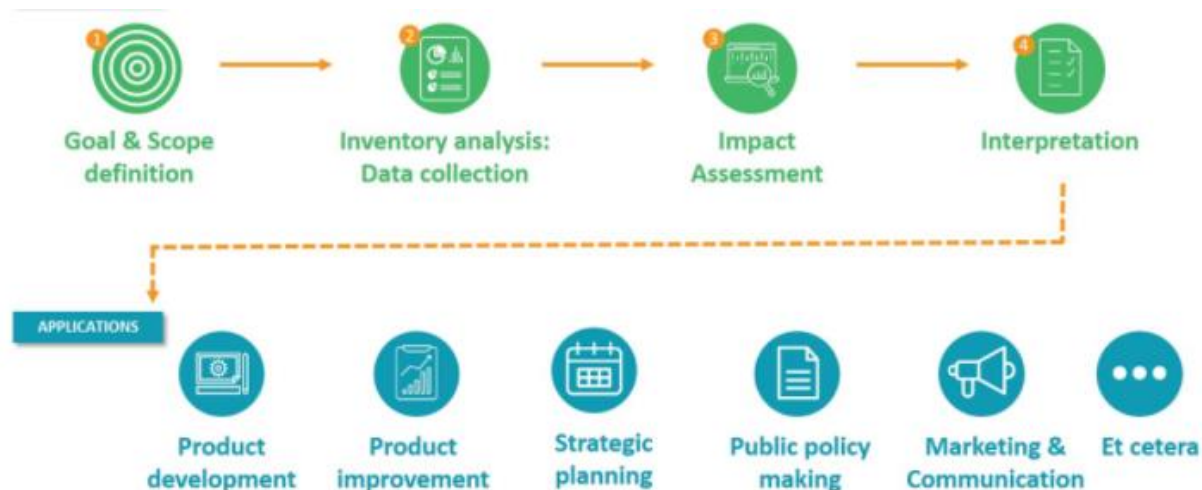 1
2
3
4
Goal & Scope
definition
Inventory analysis:
Data collection
Impact
Assessment
Interpretation
APPLICATIONS
Product
development
Product
improvement
Strategic
planning
Public policy
making
Marketing &
Communication
Et cetera